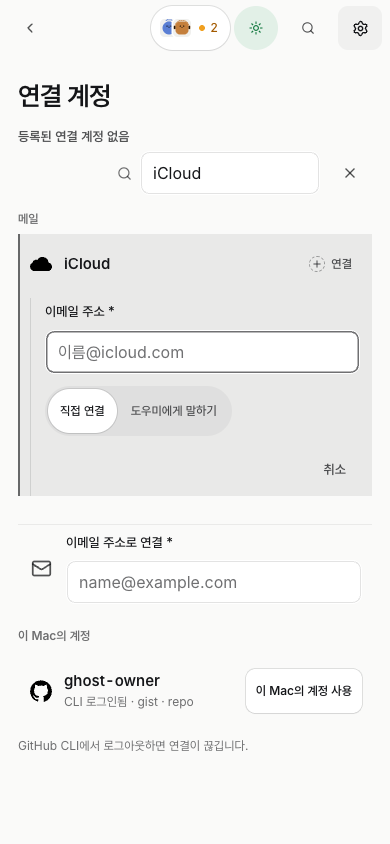 2
연결 계정
등록된 연결 계정 없음
iCloud
메일
iCloud
연결
이메일 주소 *
이름@icloud.com
직접 연결
도우미에게 말하기
취소
이메일 주소로 연결 *
name@example.com
이 Mac의 계정
ghost-owner
CLI 로그인됨 · gist · repo
이 Mac의 계정 사용
GitHub CLI에서 로그아웃하면 연결이 끊깁니다.